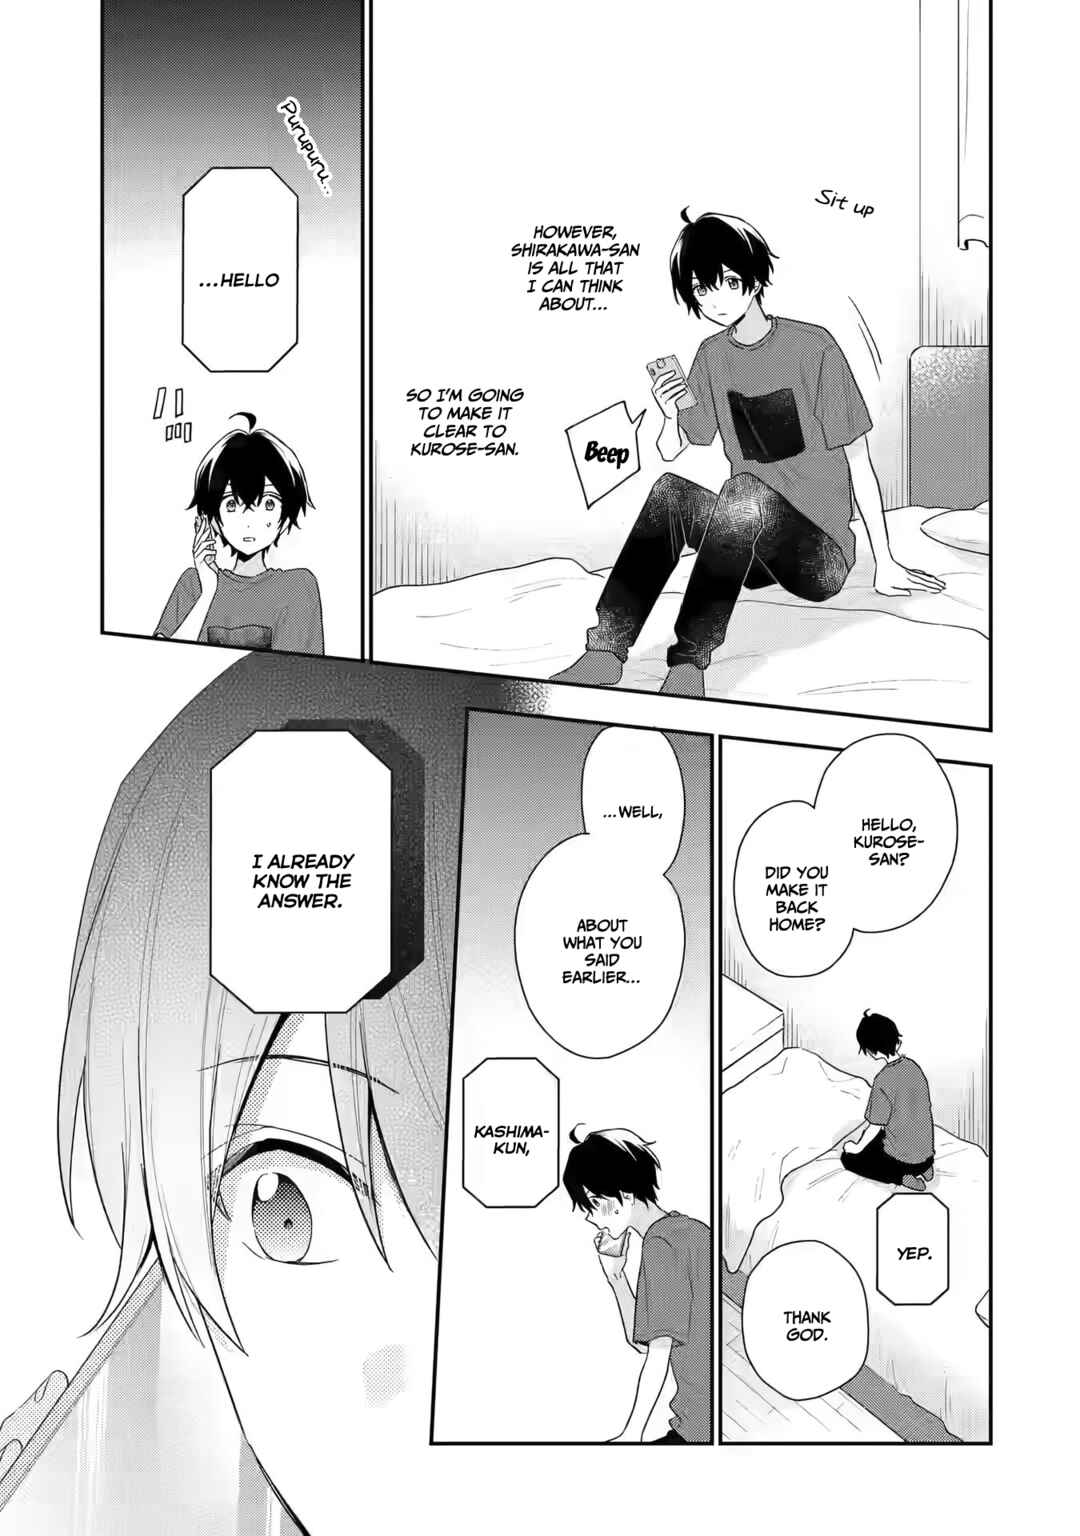 Sit up
HOWEVER,
SHIRAKAWA-SAN
IS ALL THAT
I CAN THINK
ABOUT...
SO I'M GOING
TO MAKE IT
CLEAR TO
KUROSE-SAN.
Beep
Purupuru...
...HELLO
HELLO,
KUROSE-
SAN?
DID YOU
MAKE IT
BACK
HOME?
YEP.
THANK
GOD.
...WELL,
ABOUT
WHAT YOU
SAID
EARLIER...
KASHIMA-
KUN,
I ALREADY
KNOW THE
ANSWER.